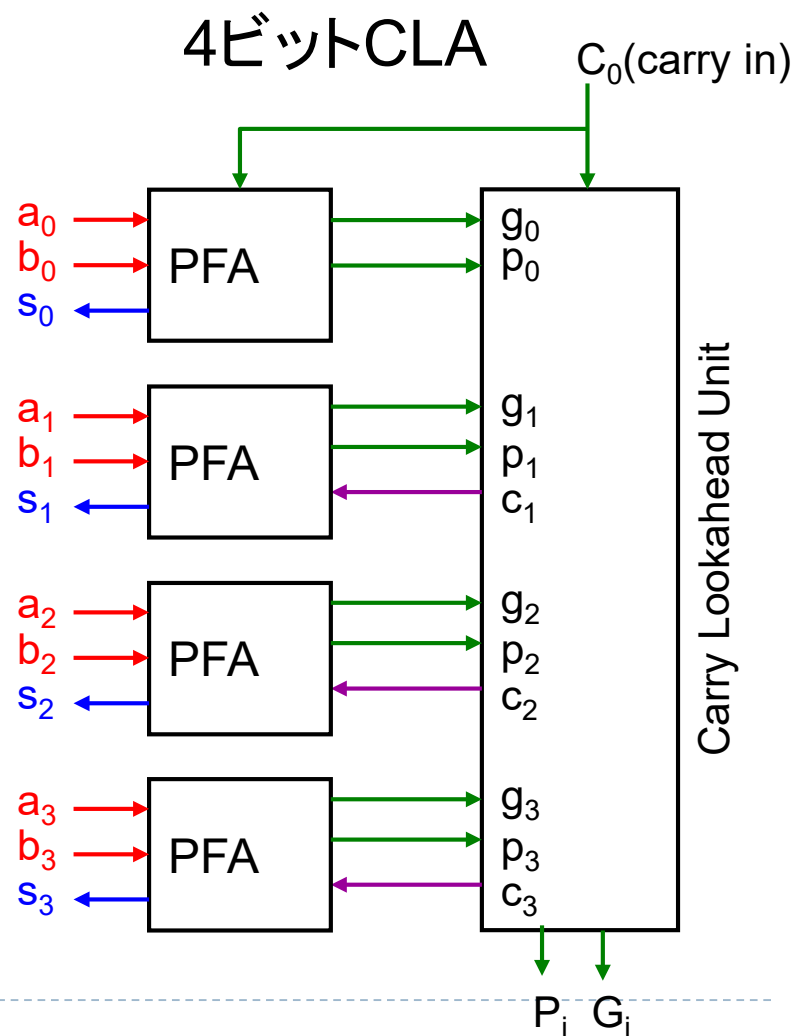 4ビットCLA
C₀(carry in)
a₀
b₀
s₀
PFA
g₀
p₀
a₁
b₁
s₁
PFA
g₁
p₁
c₁
a₂
b₂
s₂
PFA
g₂
p₂
c₂
a₃
b₃
s₃
PFA
g₃
p₃
c₃
Carry Lookahead Unit
Pᵢ Gᵢ